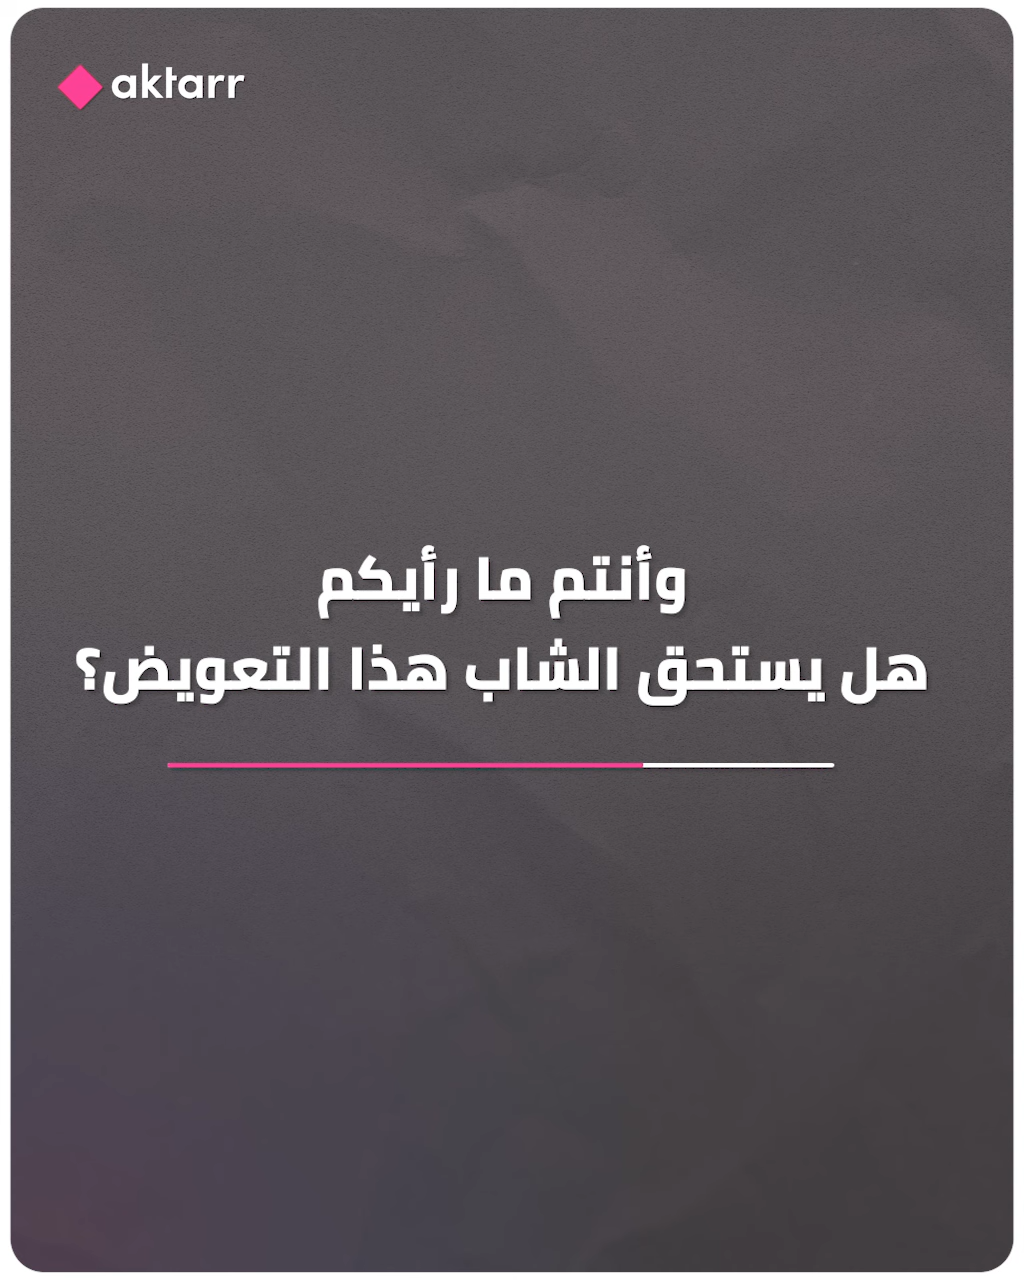 aktarr
وأنتم ما رأيكم
هل يستحق الشاب هذا التعويض؟